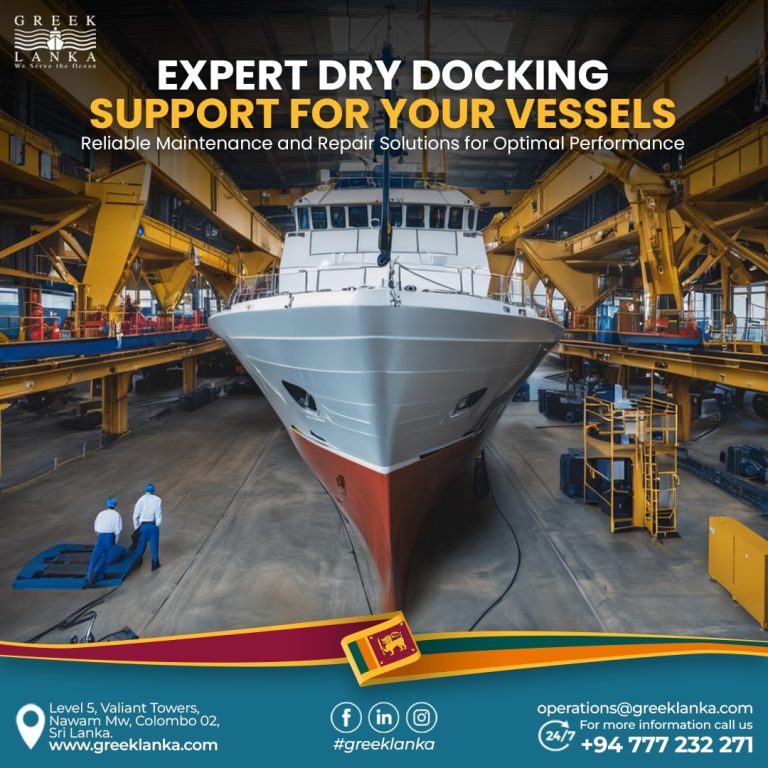 GREEK
LANKA
We Serve the Ocean
EXPERT DRY DOCKING
SUPPORT FOR YOUR VESSELS
Reliable Maintenance and Repair Solutions for Optimal Performance
Level 5, Valiant Towers,
Nawam Mw, Colombo 02,
Sri Lanka.
www.greeklanka.com
#greeklanka
operations@greeklanka.com
24/7
For more information call us
+94 777 232 271